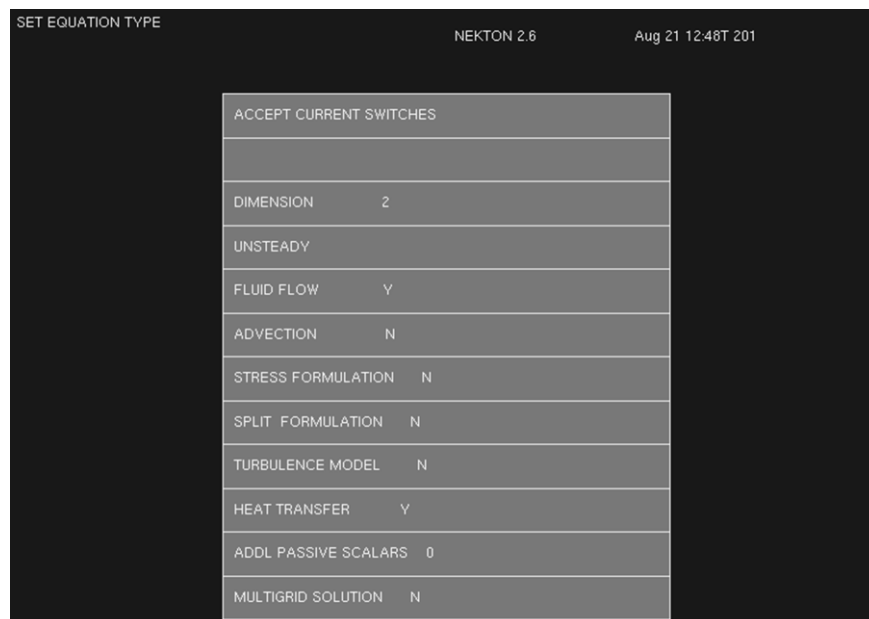 SET EQUATION TYPE
NEKTON 2.6 Aug 21 12:48T 201
ACCEPT CURRENT SWITCHES
DIMENSION 2
UNSTEADY
FLUID FLOW Y
ADVECTION N
STRESS FORMULATION N
SPLIT FORMULATION N
TURBULENCE MODEL N
HEAT TRANSFER Y
ADDL PASSIVE SCALARS 0
MULTIGRID SOLUTION N